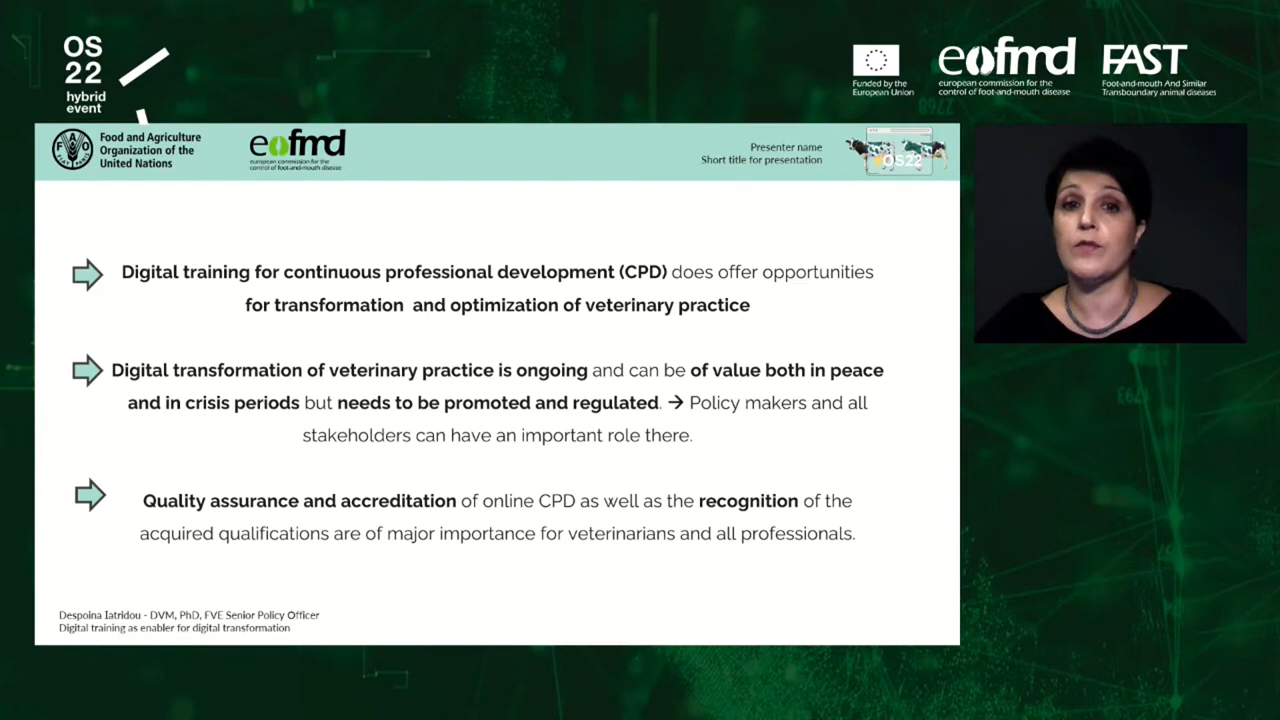 OS
22
hybrid
event
Funded by the
European Union
eofmd
european commission for the
control of foot-and-mouth disease
FAST
Foot-and-mouth And Similar
Transboundary animal diseases
FAO
FIAT PANIS
Food and Agriculture
Organization of the
United Nations
eofmd
european commission for the
control of foot-and-mouth disease
Presenter name
Short title for presentation
OS22
Digital training for continuous professional development (CPD) does offer opportunities
for transformation and optimization of veterinary practice
Digital transformation of veterinary practice is ongoing and can be of value both in peace
and in crisis periods but needs to be promoted and regulated. → Policy makers and all
stakeholders can have an important role there.
Quality assurance and accreditation of online CPD as well as the recognition of the
acquired qualifications are of major importance for veterinarians and all professionals.
Despoina Iatridou - DVM, PhD, FVE Senior Policy Officer
Digital training as enabler for digital transformation